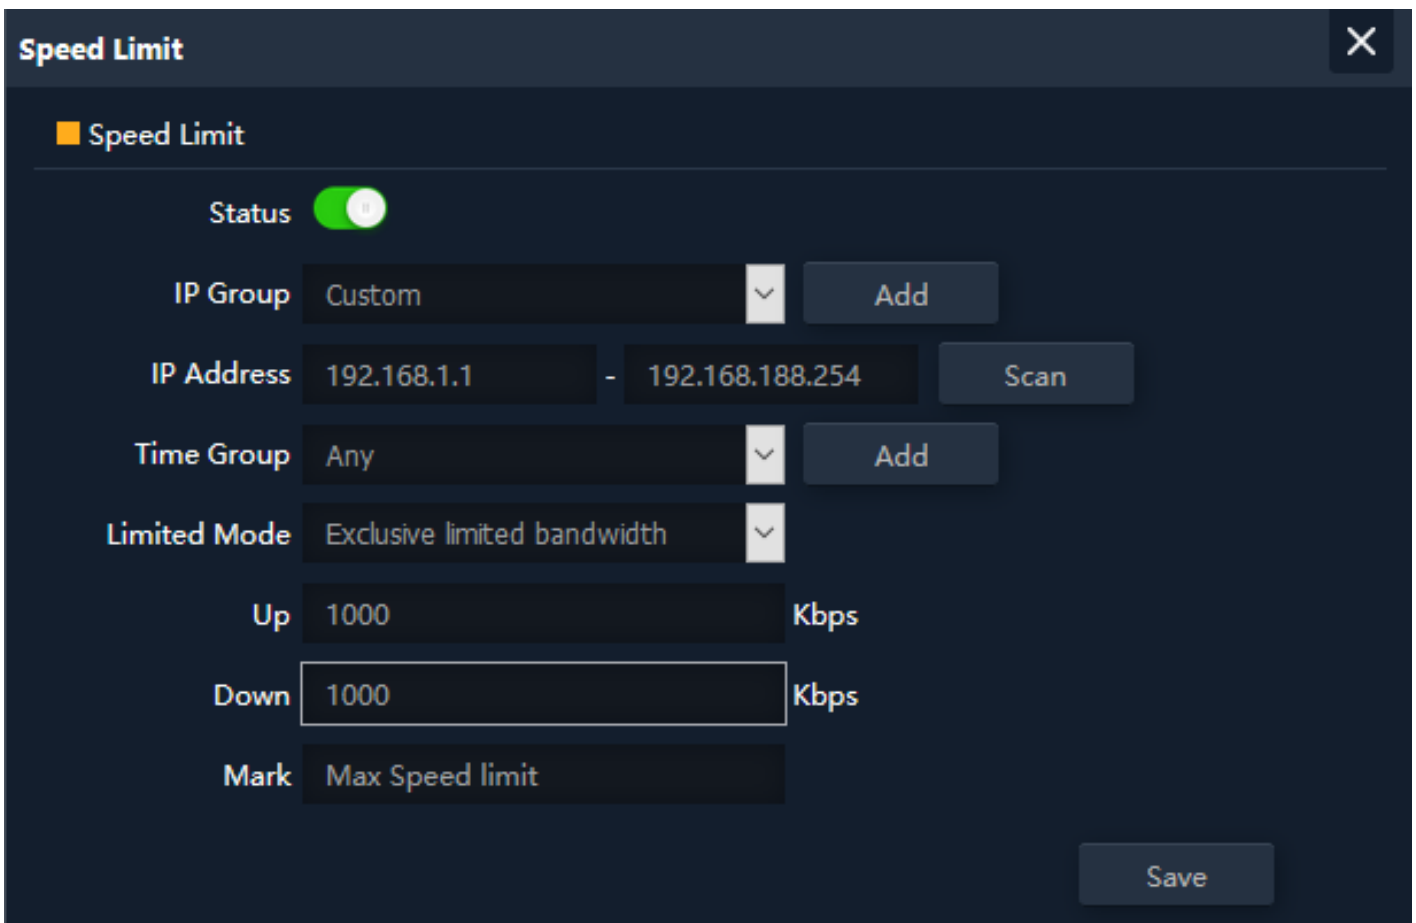 Speed Limit
Speed Limit
Status
IP Group Custom Add
IP Address 192.168.1.1 - 192.168.188.254 Scan
Time Group Any Add
Limited Mode Exclusive limited bandwidth
Up 1000 Kbps
Down 1000 Kbps
Mark Max Speed limit
Save